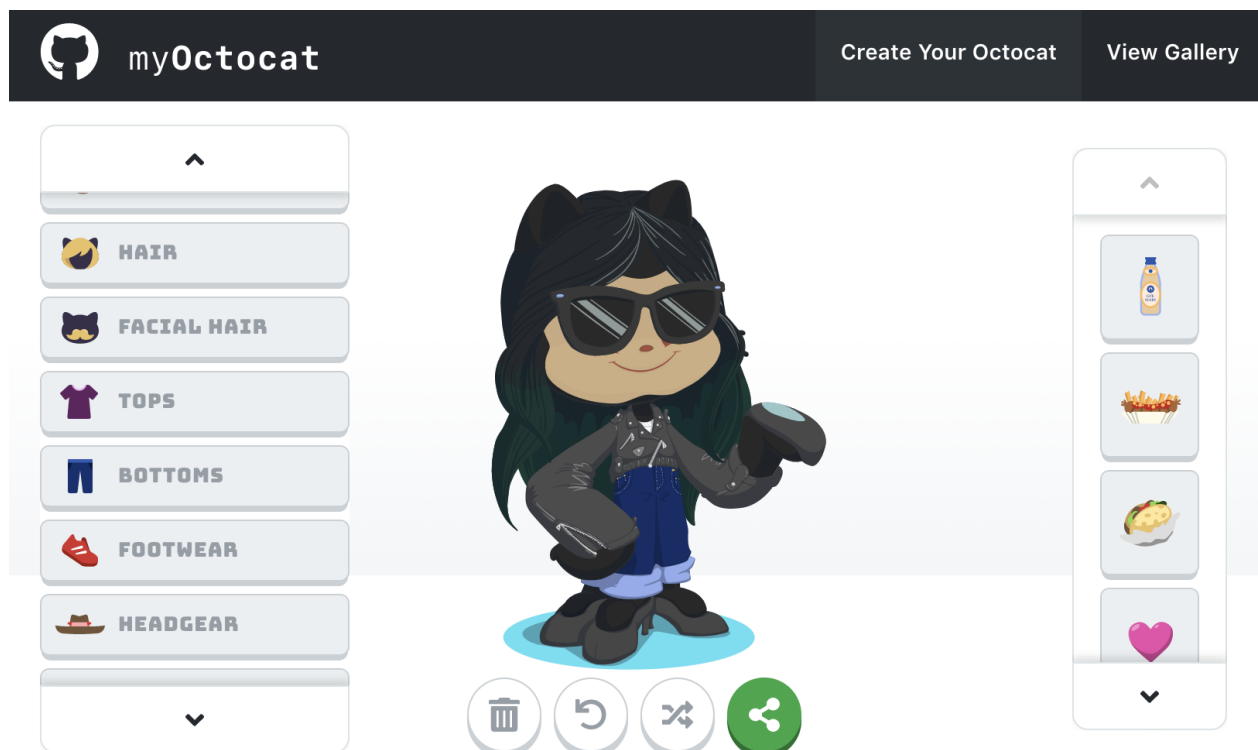 myOctocat
Create Your Octocat
View Gallery
HAIR
FACIAL HAIR
TOPS
BOTTOMS
FOOTWEAR
HEADGEAR